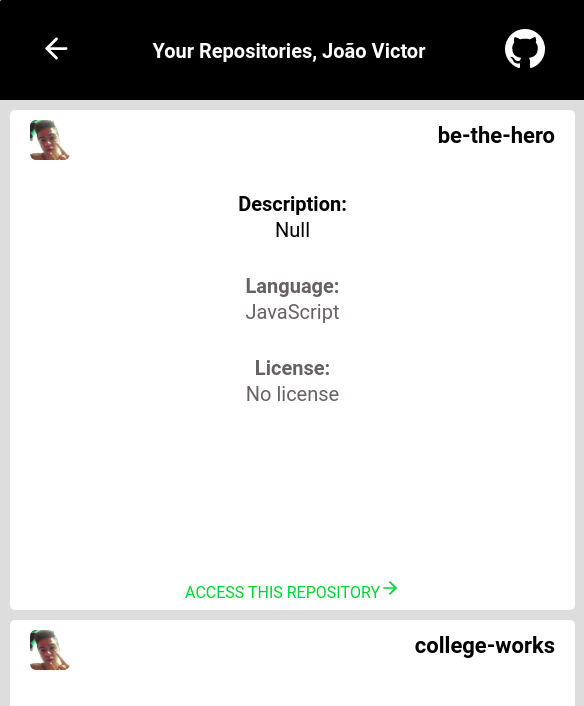 Your Repositories, João Victor
be-the-hero
Description:
Null
Language:
JavaScript
License:
No license
ACCESS THIS REPOSITORY
college-works